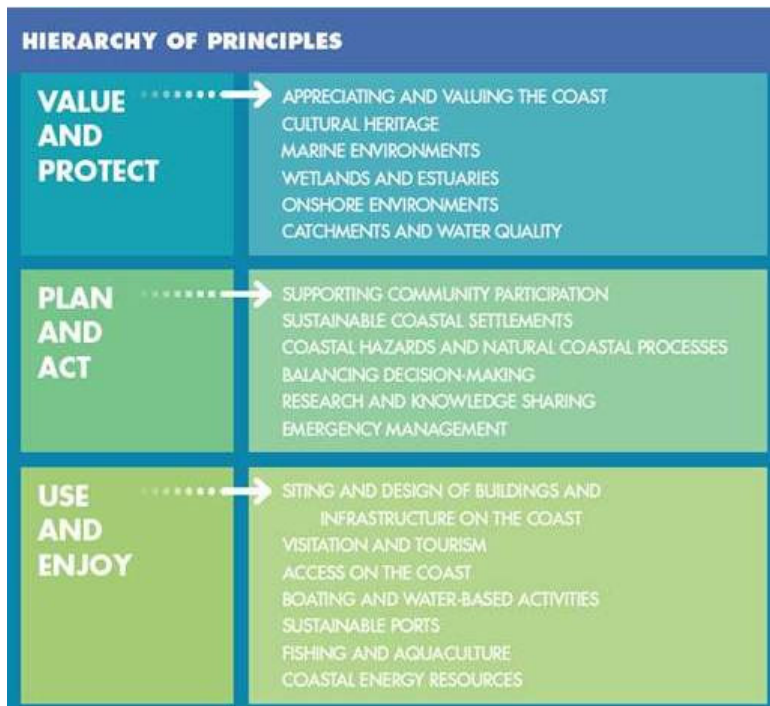 HIERARCHY OF PRINCIPLES
VALUE
AND
PROTECT
APPRECIATING AND VALUING THE COAST
CULTURAL HERITAGE
MARINE ENVIRONMENTS
WETLANDS AND ESTUARIES
ONSHORE ENVIRONMENTS
CATCHMENTS AND WATER QUALITY
PLAN
AND
ACT
SUPPORTING COMMUNITY PARTICIPATION
SUSTAINABLE COASTAL SETTLEMENTS
COASTAL HAZARDS AND NATURAL COASTAL PROCESSES
BALANCING DECISION-MAKING
RESEARCH AND KNOWLEDGE SHARING
EMERGENCY MANAGEMENT
USE
AND
ENJOY
SITING AND DESIGN OF BUILDINGS AND
INFRASTRUCTURE ON THE COAST
VISITATION AND TOURISM
ACCESS ON THE COAST
BOATING AND WATER-BASED ACTIVITIES
SUSTAINABLE PORTS
FISHING AND AQUACULTURE
COASTAL ENERGY RESOURCES